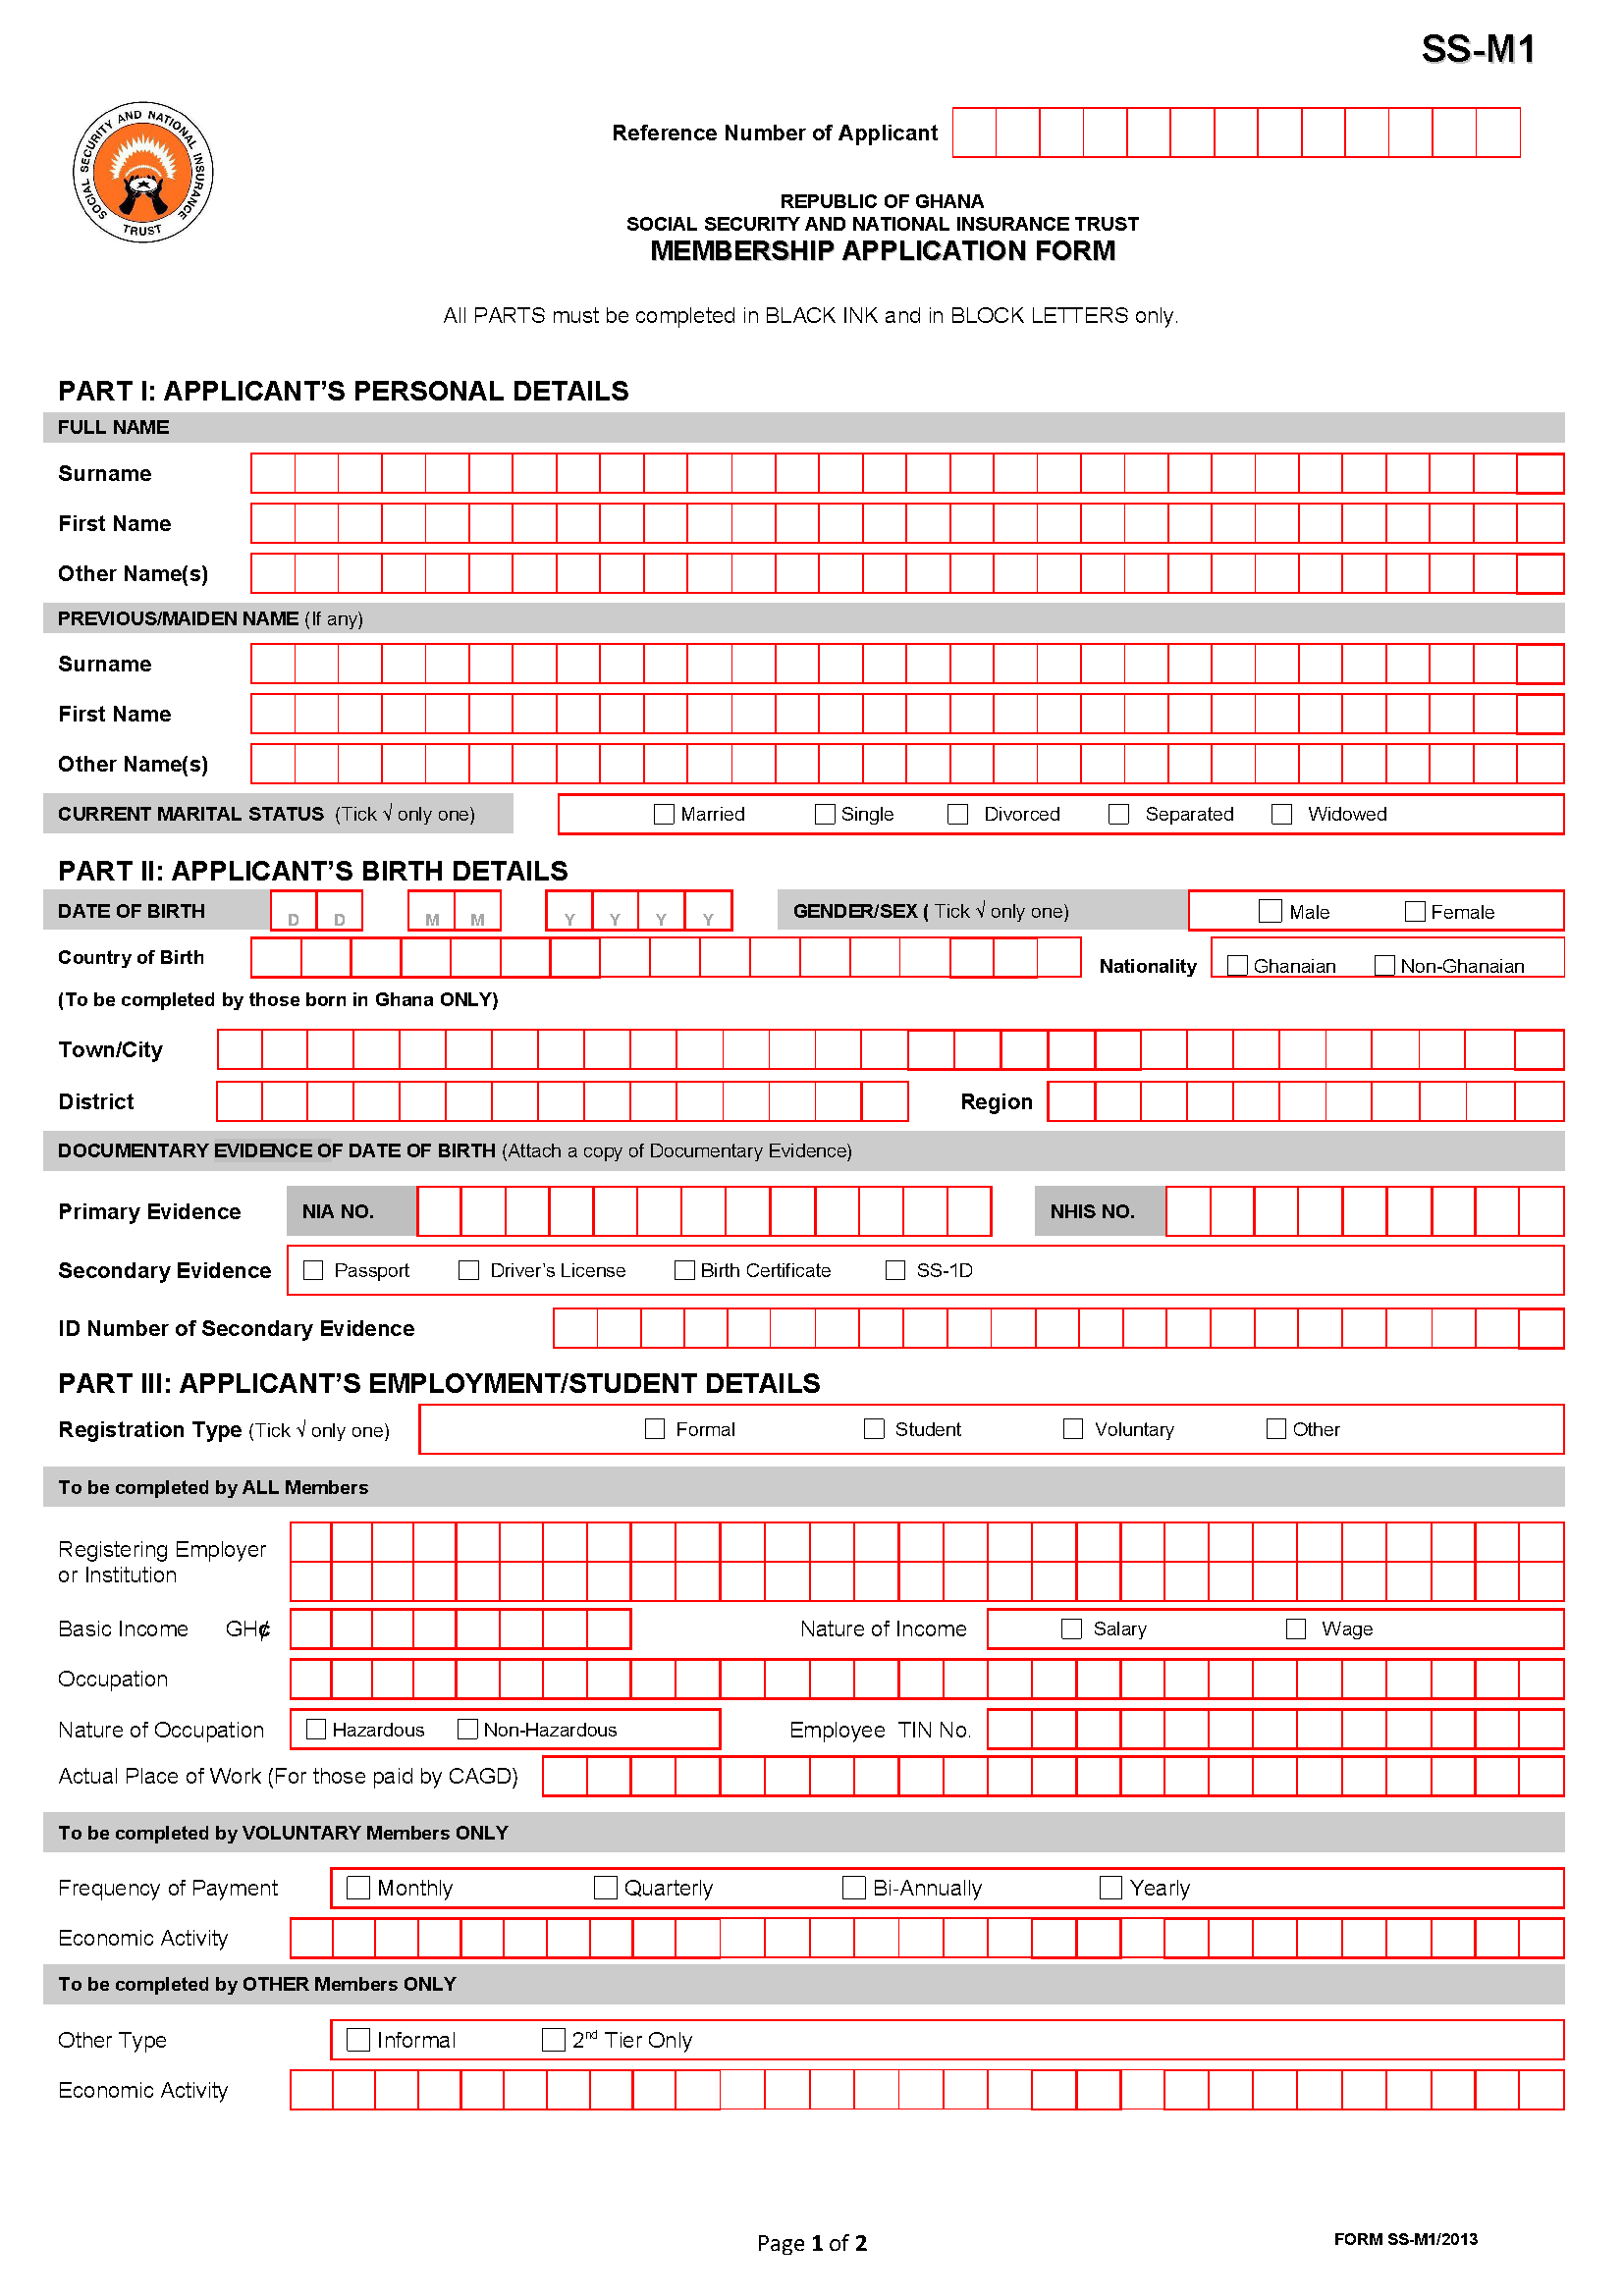 SS-M1
SOCIAL SECURITY AND NATIONAL INSURANCE TRUST
Reference Number of Applicant
REPUBLIC OF GHANA
SOCIAL SECURITY AND NATIONAL INSURANCE TRUST
MEMBERSHIP APPLICATION FORM
All PARTS must be completed in BLACK INK and in BLOCK LETTERS only.
PART I: APPLICANT’S PERSONAL DETAILS
FULL NAME
Surname
First Name
Other Name(s)
PREVIOUS/MAIDEN NAME (If any)
Surname
First Name
Other Name(s)
CURRENT MARITAL STATUS (Tick √ only one) Married Single Divorced Separated Widowed
PART II: APPLICANT’S BIRTH DETAILS
DATE OF BIRTH D D M M Y Y Y Y GENDER/SEX ( Tick √ only one) Male Female
Country of Birth Nationality Ghanaian Non-Ghanaian
(To be completed by those born in Ghana ONLY)
Town/City
District Region
DOCUMENTARY EVIDENCE OF DATE OF BIRTH (Attach a copy of Documentary Evidence)
Primary Evidence NIA NO. NHIS NO.
Secondary Evidence Passport Driver’s License Birth Certificate SS-1D
ID Number of Secondary Evidence
PART III: APPLICANT’S EMPLOYMENT/STUDENT DETAILS
Registration Type (Tick √ only one) Formal Student Voluntary Other
To be completed by ALL Members
Registering Employer
or Institution
Basic Income GH¢ Nature of Income Salary Wage
Occupation
Nature of Occupation Hazardous Non-Hazardous Employee TIN No.
Actual Place of Work (For those paid by CAGD)
To be completed by VOLUNTARY Members ONLY
Frequency of Payment Monthly Quarterly Bi-Annually Yearly
Economic Activity
To be completed by OTHER Members ONLY
Other Type Informal 2nd Tier Only
Economic Activity
Page 1 of 2
FORM SS-M1/2013